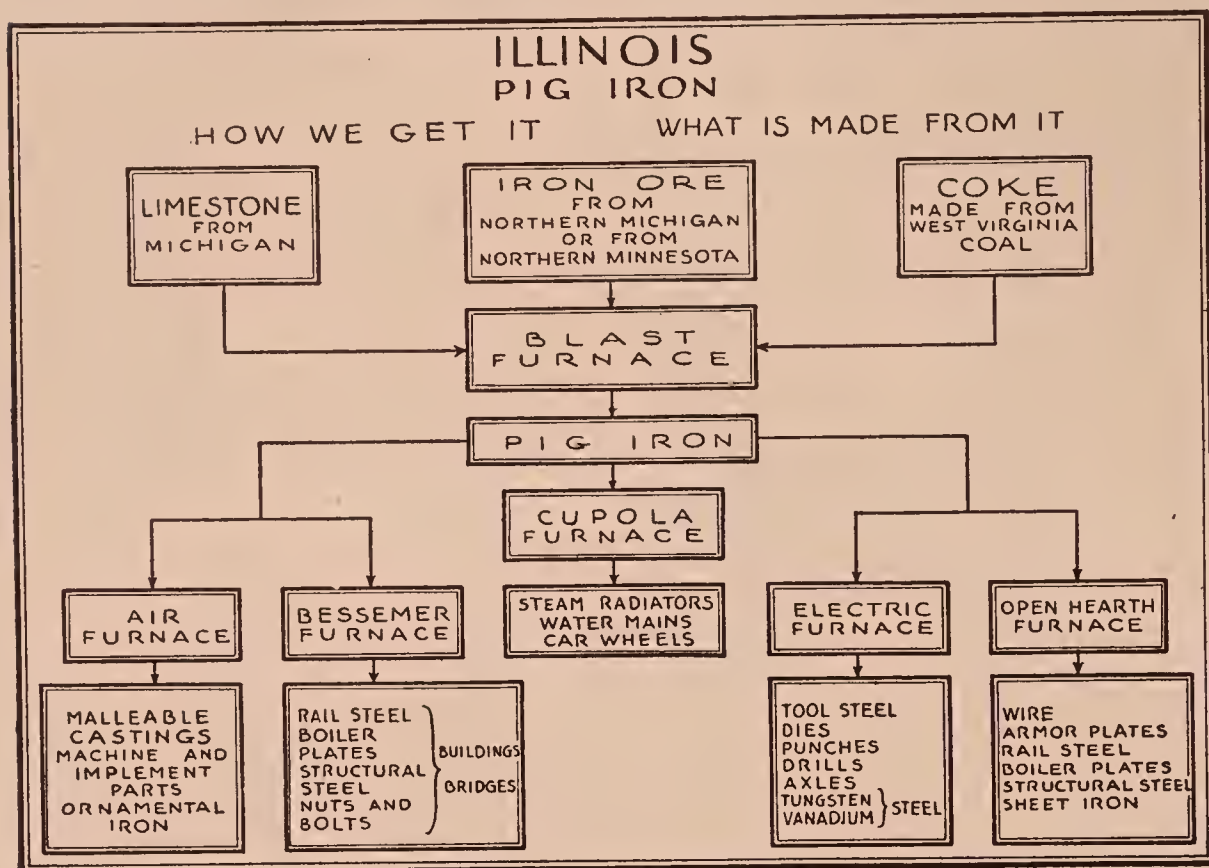 ILLINOIS
PIG IRON
HOW WE GET IT WHAT IS MADE FROM IT
LIMESTONE
FROM
MICHIGAN
IRON ORE
FROM
NORTHERN MICHIGAN
OR FROM
NORTHERN MINNESOTA
COKE
MADE FROM
WEST VIRGINIA
COAL
BLAST
FURNACE
PIG IRON
CUPOLA
FURNACE
STEAM RADIATORS
WATER MAINS
CAR WHEELS
AIR
FURNACE
BESSEMER
FURNACE
ELECTRIC
FURNACE
OPEN HEARTH
FURNACE
MALLEABLE
CASTINGS
MACHINE AND
IMPLEMENT
PARTS
ORNAMENTAL
IRON
RAIL STEEL
BOILER
PLATES
STRUCTURAL
STEEL
NUTS AND
BOLTS
BUILDINGS
BRIDGES
TOOL STEEL
DIES
PUNCHES
DRILLS
AXLES
TUNGSTEN
VANADIUM
STEEL
WIRE
ARMOR PLATES
RAIL STEEL
BOILER PLATES
STRUCTURAL STEEL
SHEET IRON